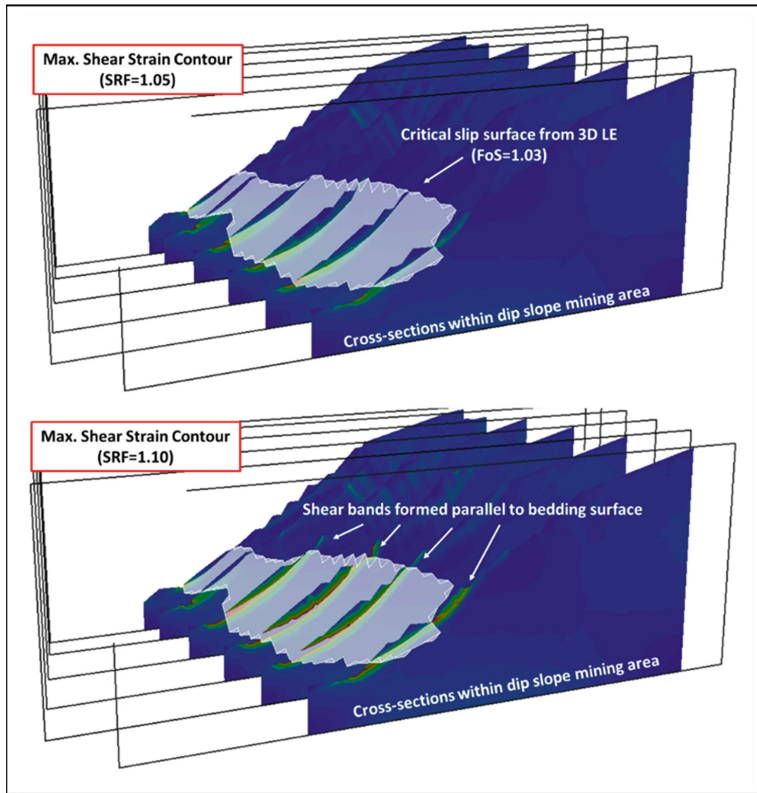 Max. Shear Strain Contour
(SRF=1.05)
Critical slip surface from 3D LE
(FoS=1.03)
Cross-sections within dip slope mining area
Max. Shear Strain Contour
(SRF=1.10)
Shear bands formed parallel to bedding surface
Cross-sections within dip slope mining area